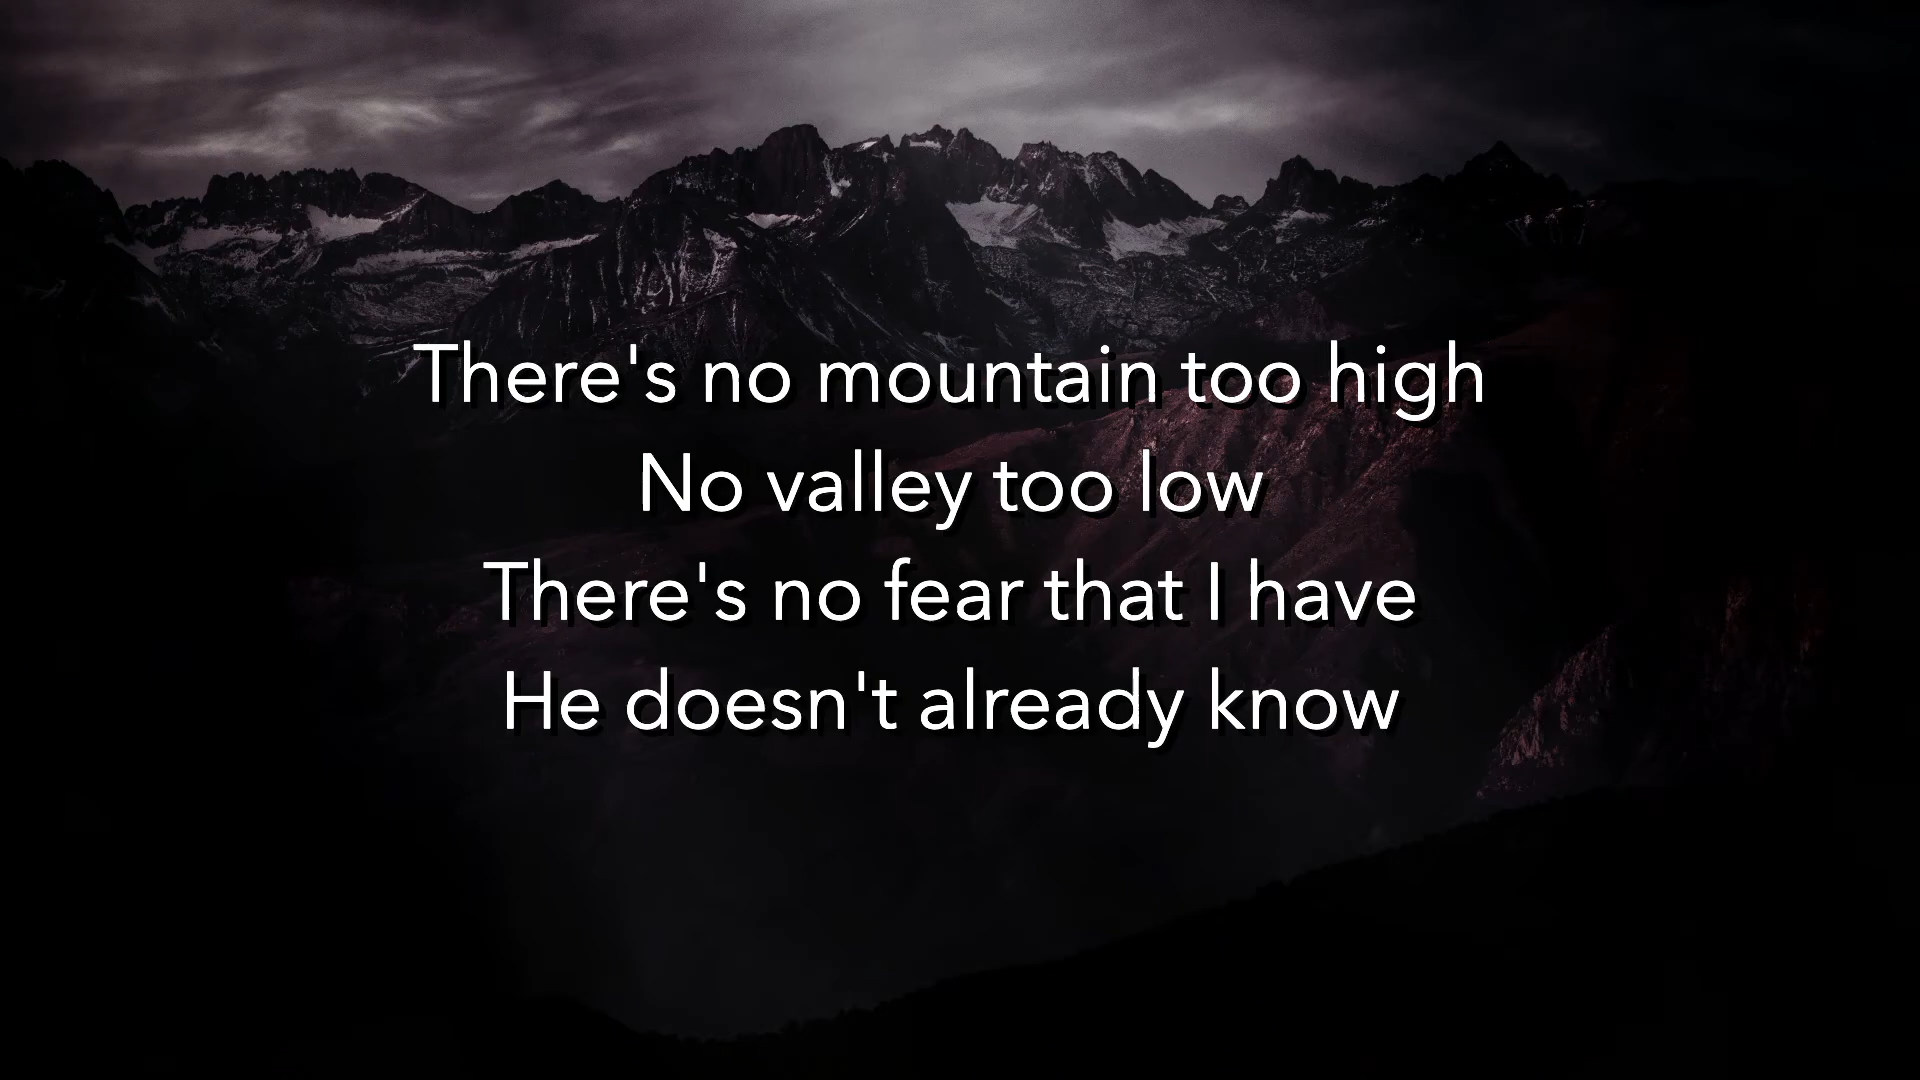 There's no mountain too high
No valley too low
There's no fear that I have
He doesn't already know